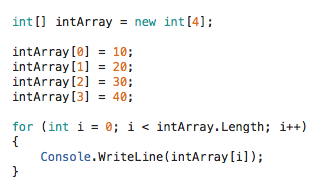 int[] intArray = new int[4];

intArray[0] = 10;
intArray[1] = 20;
intArray[2] = 30;
intArray[3] = 40;

for (int i = 0; i < intArray.Length; i++)
{
    Console.WriteLine(intArray[i]);
}